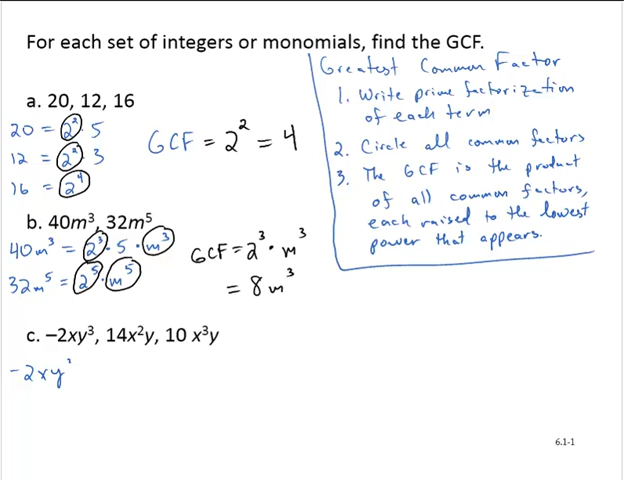 For each set of integers or monomials, find the GCF.
Greatest Common Factor
1. Write prime factorization
of each term
2. Circle all common factors
3. The GCF is the product
of all common factors,
each raised to the lowest
power that appears.
a. 20, 12, 16
20 = 2² · 5
12 = 2² · 3
16 = 2⁴
GCF = 2² = 4
b. 40m³, 32m⁵
40m³ = 2³ · 5 · m³
32m⁵ = 2⁵ · m⁵
GCF = 2³ · m³
= 8m³
c. –2xy³, 14x²y, 10 x³y
-2xy
6.1-1